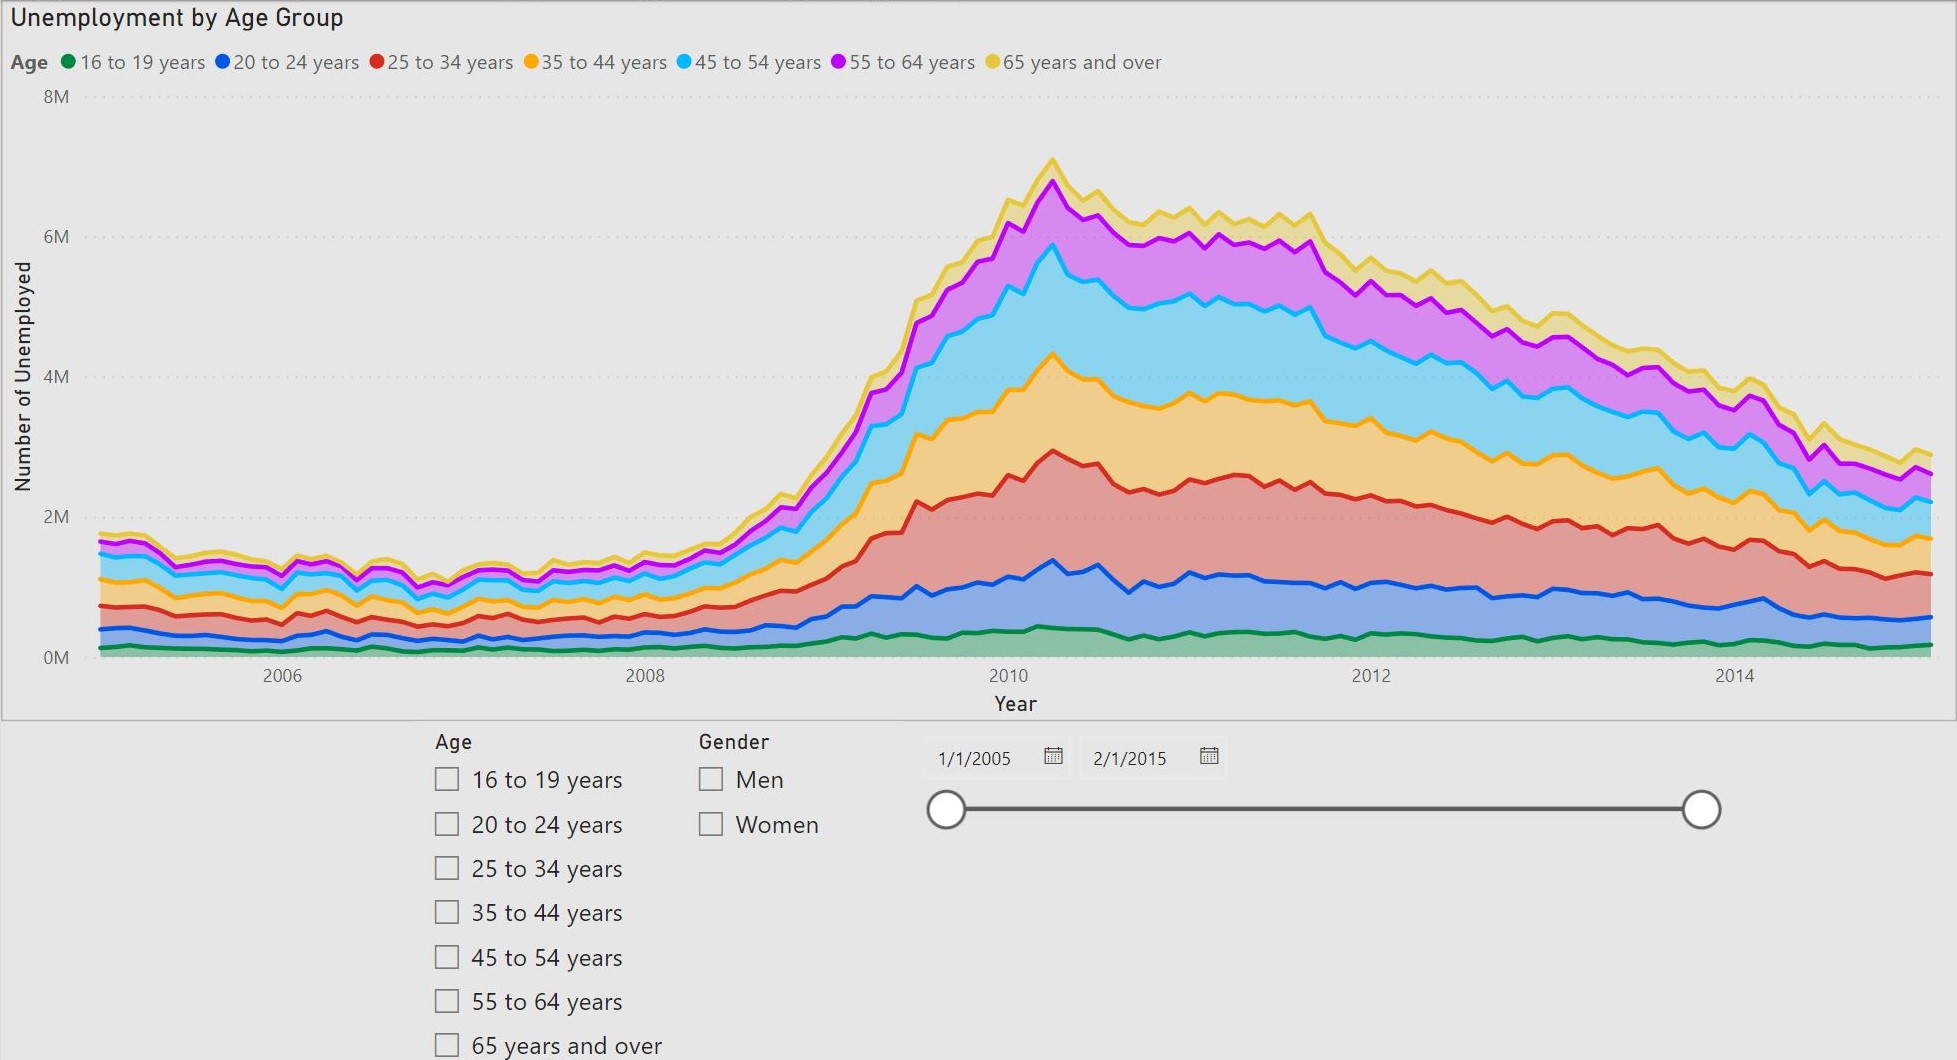 Unemployment by Age Group
Age 16 to 19 years 20 to 24 years 25 to 34 years 35 to 44 years 45 to 54 years 55 to 64 years 65 years and over
8M
6M
4M
2M
0M
Number of Unemployed
2006 2008 2010 2012 2014
Year
Age
16 to 19 years
20 to 24 years
25 to 34 years
35 to 44 years
45 to 54 years
55 to 64 years
65 years and over
Gender
Men
Women
1/1/2005 2/1/2015